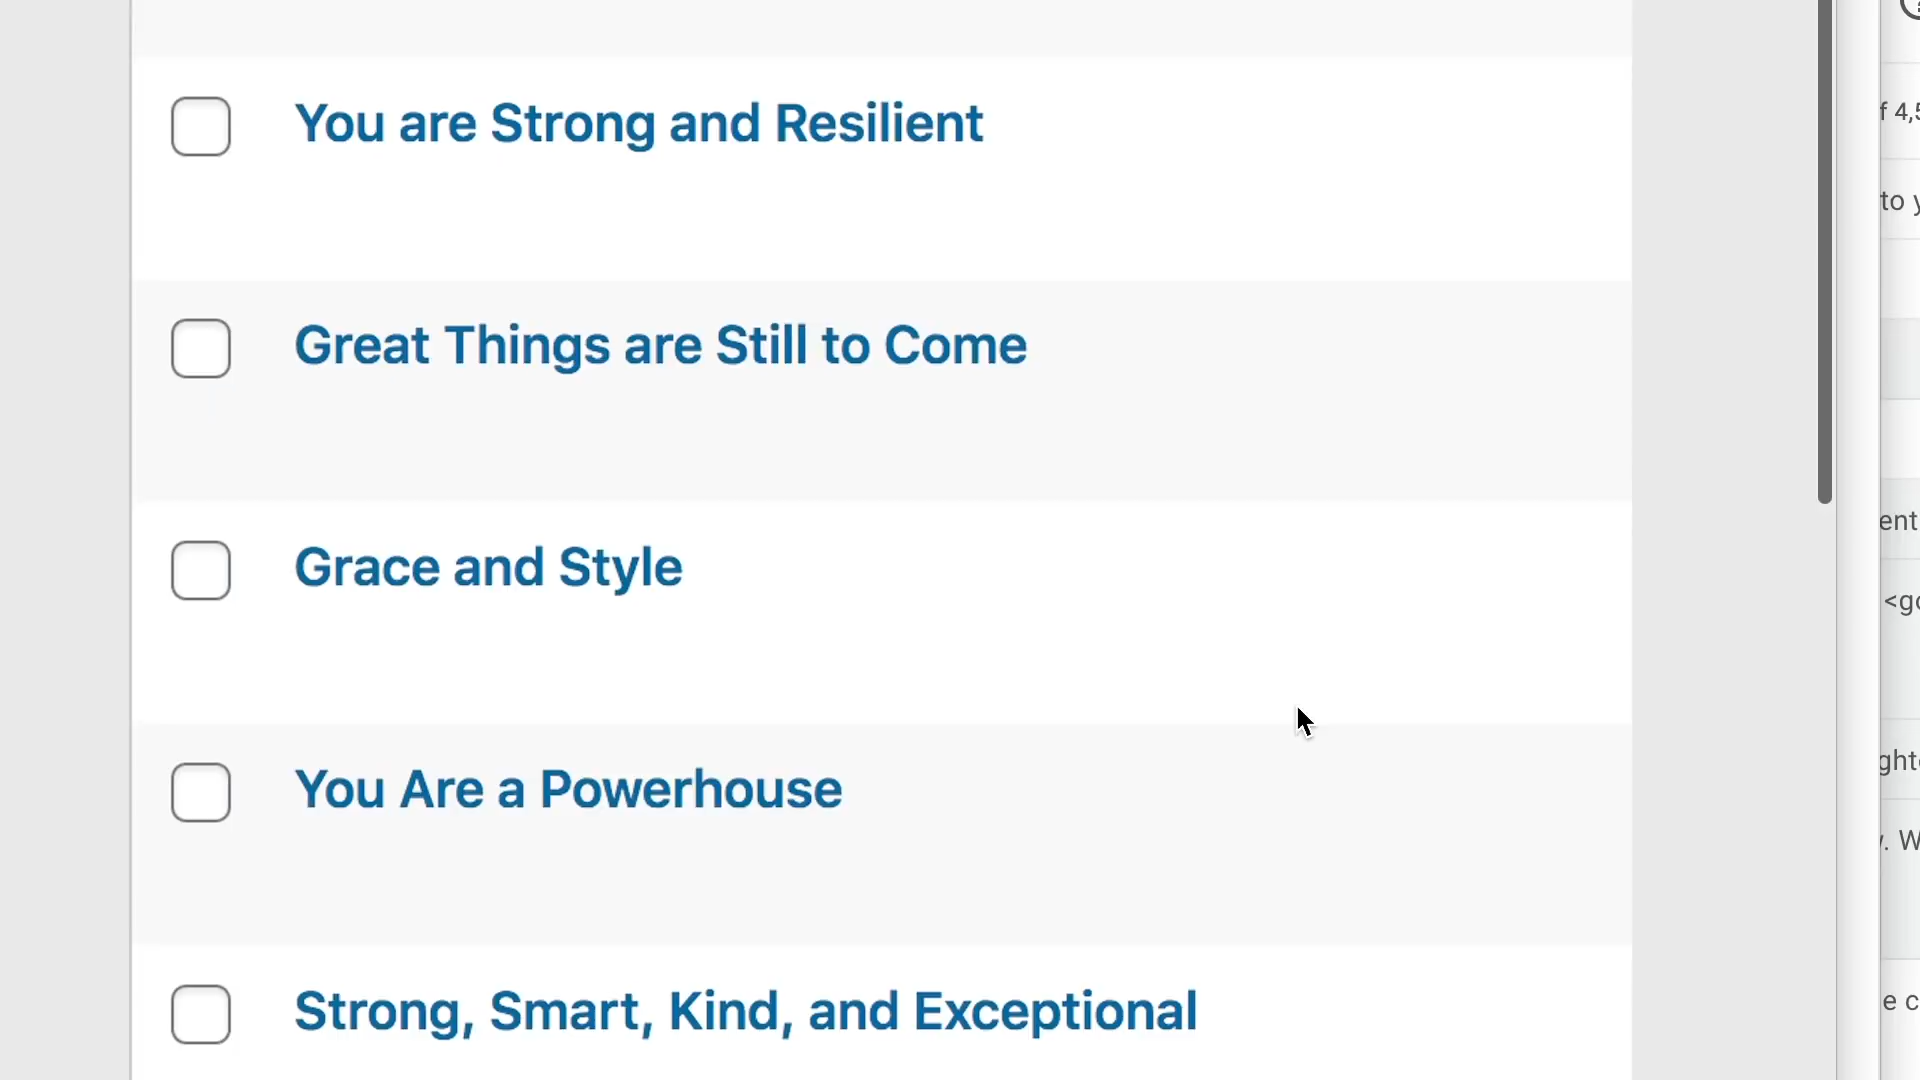 You are Strong and Resilient
Great Things are Still to Come
Grace and Style
You Are a Powerhouse
Strong, Smart, Kind, and Exceptional
to